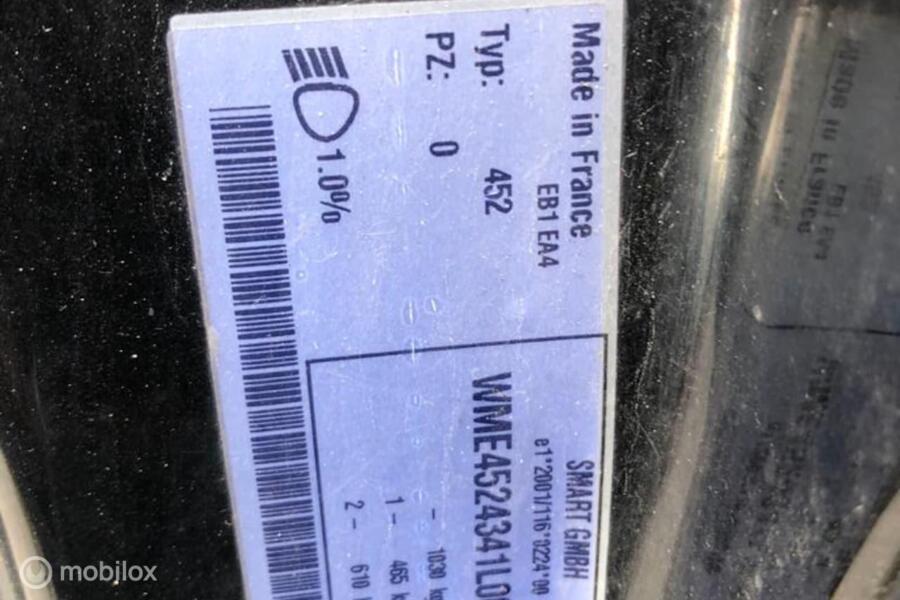 Made in France
EB1 EA4
Typ: 452
PZ: 0
1.0%
SMART GMBH
e1*2001/116*0224*00
WME4524341L0
- 1030 kg
1- 465 k
2- 610
mobilox